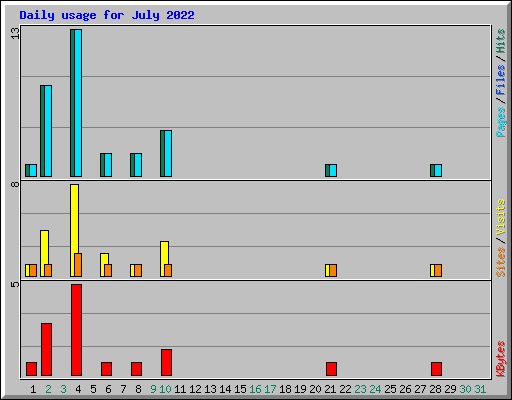 Daily usage for July 2022
13
8
5
Pages/Files/Hits
Sites/Visits
KBytes
1 2 3 4 5 6 7 8 9 10 11 12 13 14 15 16 17 18 19 20 21 22 23 24 25 26 27 28 29 30 31